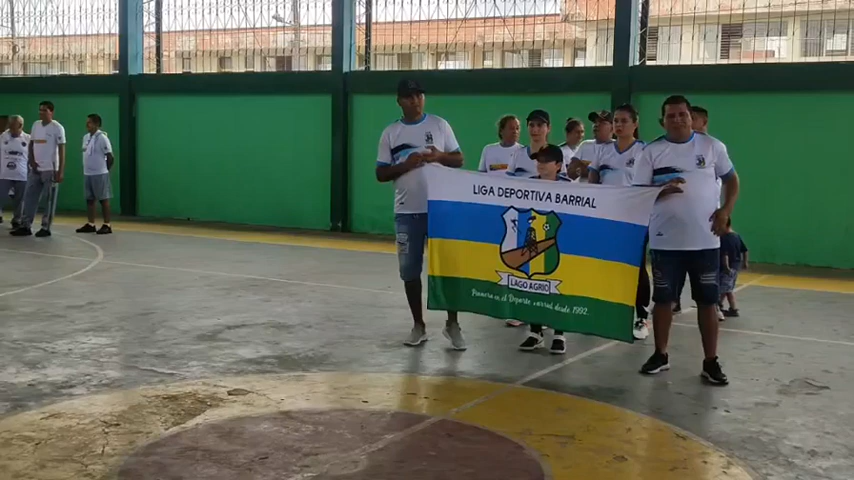 LIGA DEPORTIVA BARRIAL
LAGO AGRIO
Pionera en el Deporte Barrial desde 1992